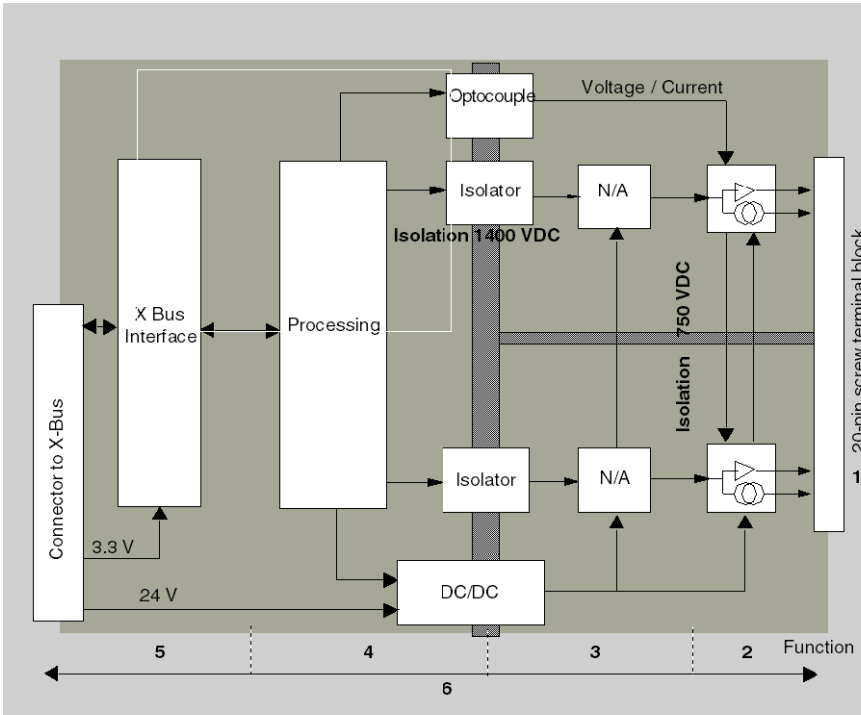 Optocouple
Voltage / Current
Isolator
N/A
Isolation 1400 VDC
Isolation 750 VDC
X Bus
Interface
Processing
Connector to X-Bus
20-pin screw terminal block
1
Isolator
N/A
3.3 V
24 V
DC/DC
5
4
3
2
Function
6